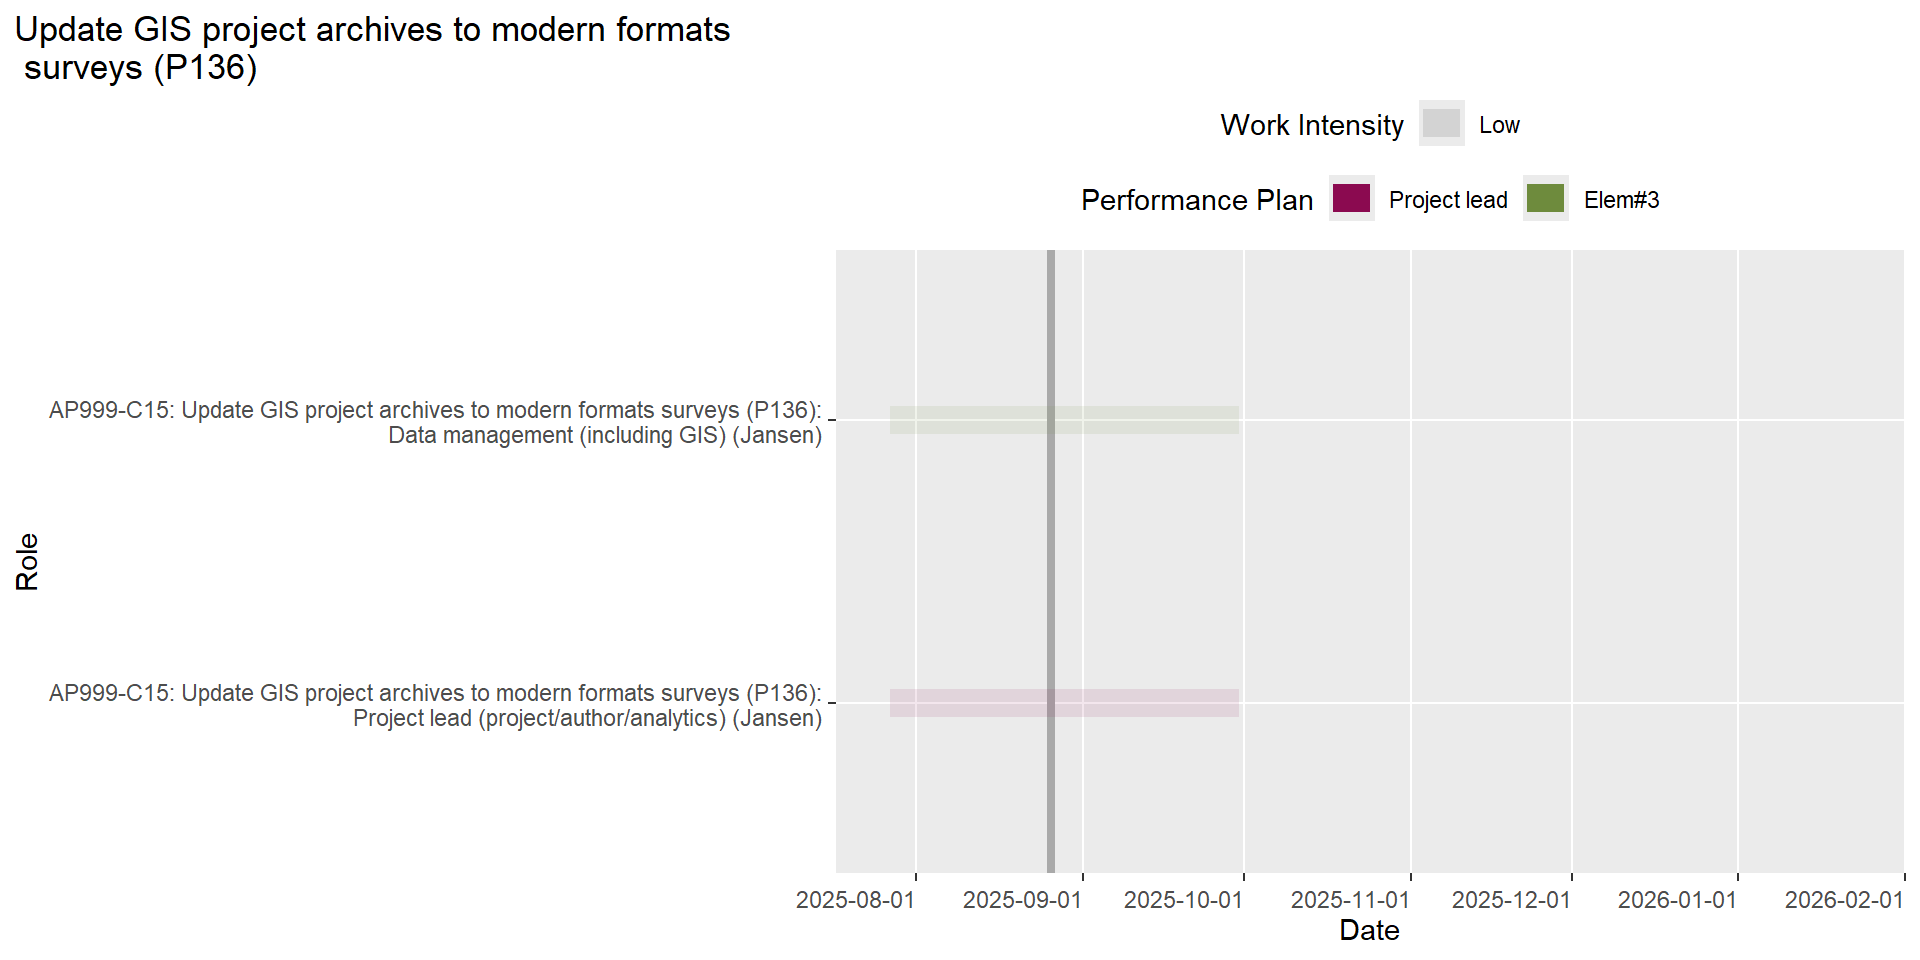 Update GIS project archives to modern formats
surveys (P136)
Work Intensity Low
Performance Plan Project lead Elem#3
AP999-C15: Update GIS project archives to modern formats surveys (P136):
Data management (including GIS) (Jansen)
Role
AP999-C15: Update GIS project archives to modern formats surveys (P136):
Project lead (project/author/analytics) (Jansen)
2025-08-01 2025-09-01 2025-10-01 2025-11-01 2025-12-01 2026-01-01 2026-02-01
Date